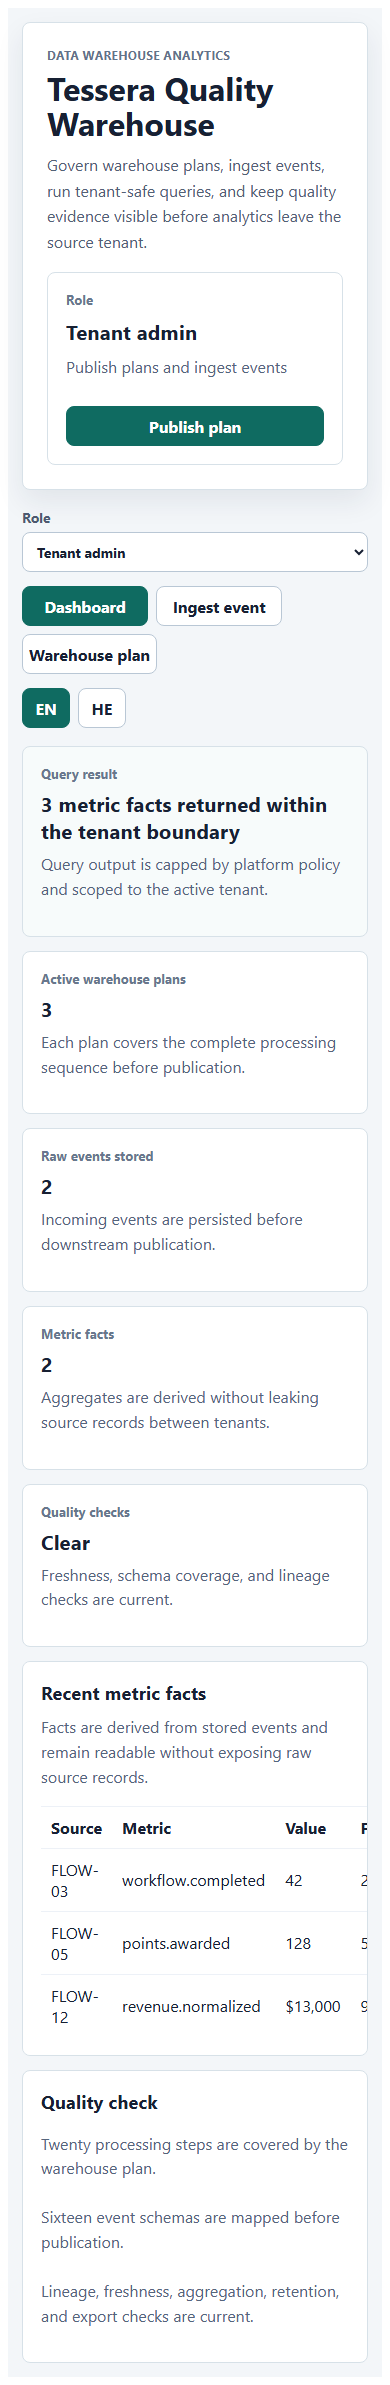 DATA WAREHOUSE ANALYTICS
Tessera Quality
Warehouse
Govern warehouse plans, ingest events,
run tenant-safe queries, and keep quality
evidence visible before analytics leave the
source tenant.
Role
Tenant admin
Publish plans and ingest events
Publish plan
Role
Tenant admin
Dashboard
Ingest event
Warehouse plan
EN
HE
Query result
3 metric facts returned within
the tenant boundary
Query output is capped by platform policy
and scoped to the active tenant.
Active warehouse plans
3
Each plan covers the complete processing
sequence before publication.
Raw events stored
2
Incoming events are persisted before
downstream publication.
Metric facts
2
Aggregates are derived without leaking
source records between tenants.
Quality checks
Clear
Freshness, schema coverage, and lineage
checks are current.
Recent metric facts
Facts are derived from stored events and
remain readable without exposing raw
source records.
Source Metric Value
FLOW-03 workflow.completed 42
FLOW-05 points.awarded 128
FLOW-12 revenue.normalized $13,000
Quality check
Twenty processing steps are covered by the
warehouse plan.
Sixteen event schemas are mapped before
publication.
Lineage, freshness, aggregation, retention,
and export checks are current.